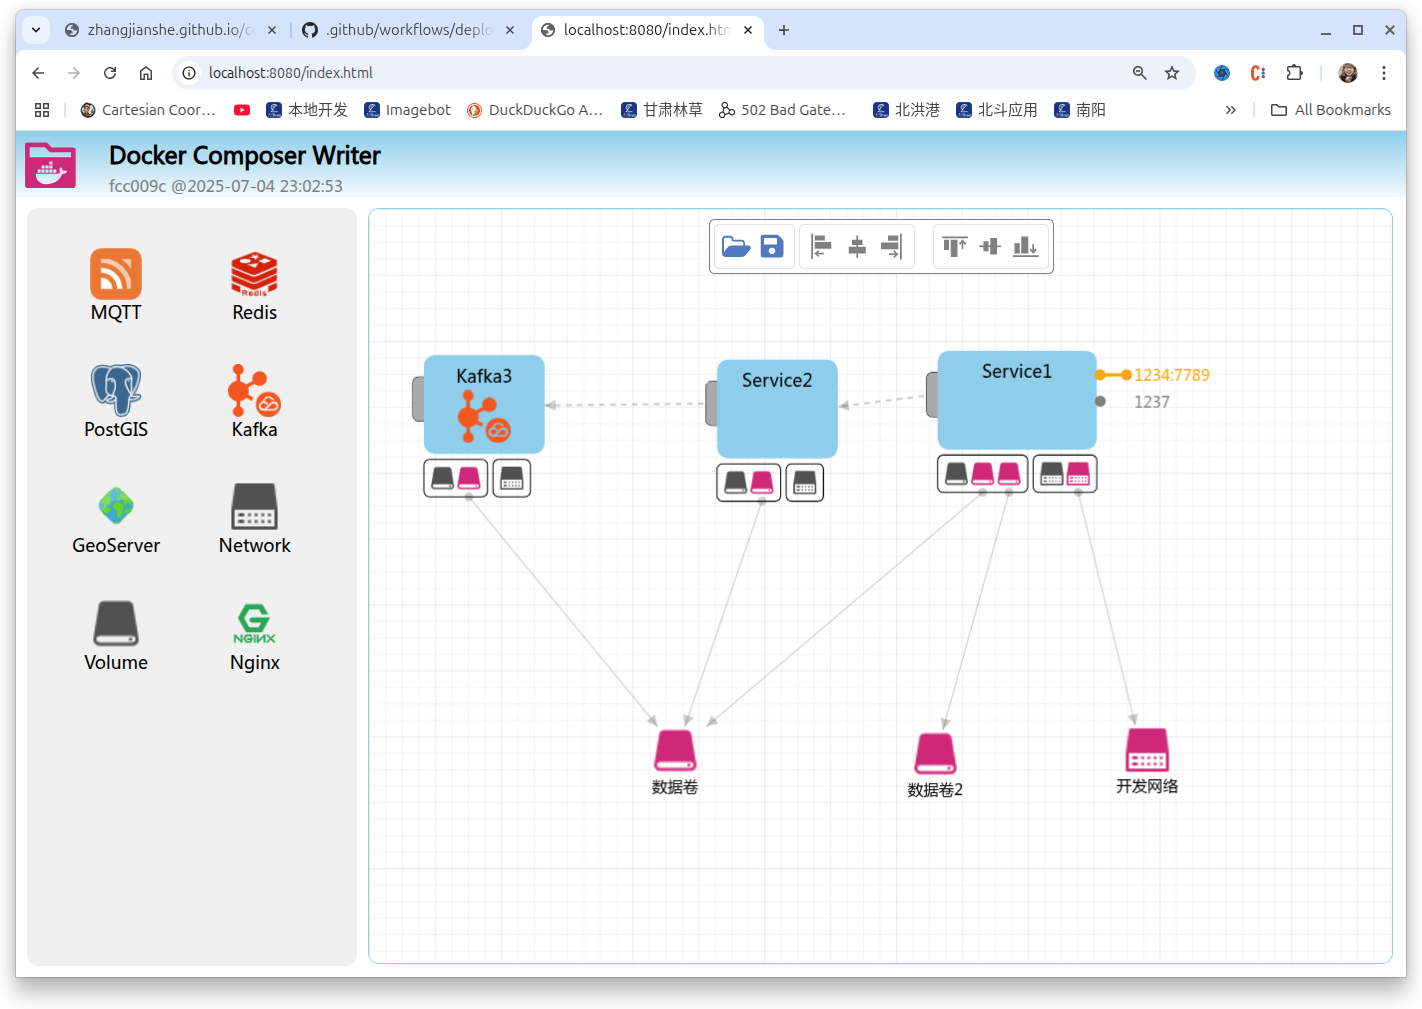 zhangjianshe.github.io/c
.github/workflows/deplo
localhost:8080/index.htm
localhost:8080/index.html
Cartesian Coor...
本地开发
Imagebot
DuckDuckGo A...
甘肃林草
502 Bad Gate...
北洪港
北斗应用
南阳
All Bookmarks
Docker Composer Writer
fcc009c @2025-07-04 23:02:53
MQTT
Redis
Redis
PostGIS
Kafka
GeoServer
Network
Volume
NGINX
Nginx
Kafka3
Service2
Service1
1234:7789
1237
数据卷
数据卷2
开发网络